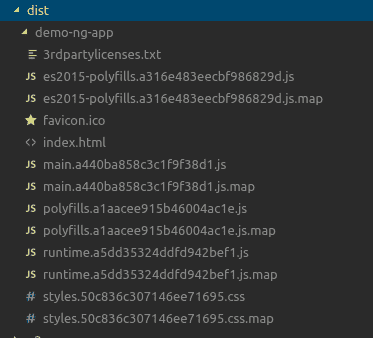 dist
demo-ng-app
3rdpartylicenses.txt
JS es2015-polyfills.a316e483eecbf986829d.js
JS es2015-polyfills.a316e483eecbf986829d.js.map
favicon.ico
<> index.html
JS main.a440ba858c3c1f9f38d1.js
JS main.a440ba858c3c1f9f38d1.js.map
JS polyfills.a1aacee915b46004ac1e.js
JS polyfills.a1aacee915b46004ac1e.js.map
JS runtime.a5dd35324ddfd942bef1.js
JS runtime.a5dd35324ddfd942bef1.js.map
# styles.50c836c307146ee71695.css
# styles.50c836c307146ee71695.css.map